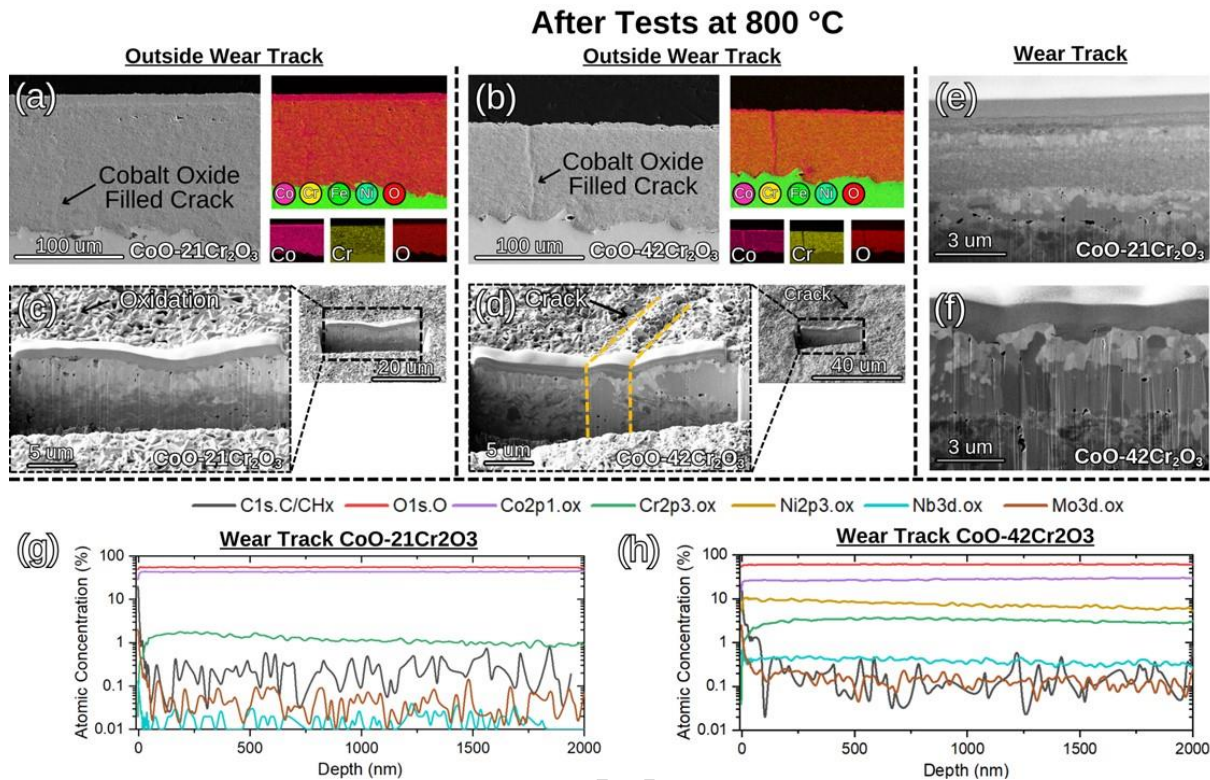 After Tests at 800 °C
Outside Wear Track
Outside Wear Track
Wear Track
(a)
Cobalt Oxide
Filled Crack
100 um
CoO-21Cr₂O₃
Co Cr Fe Ni O
Co Cr O
(b)
Cobalt Oxide
Filled Crack
100 um
CoO-42Cr₂O₃
Co Cr Fe Ni O
Co Cr O
(e)
3 um
CoO-21Cr₂O₃
(c)
Oxidation
5 um
CoO-21Cr₂O₃
20 um
(d)
Crack
5 um
CoO-42Cr₂O₃
Crack
40 um
(f)
3 um
CoO-42Cr₂O₃
C1s.C/CHx O1s.O Co2p1.ox Cr2p3.ox Ni2p3.ox Nb3d.ox Mo3d.ox
(g)
Wear Track CoO-21Cr2O3
Atomic Concentration (%)
100
10
1
0.1
0.01
0 500 1000 1500 2000
Depth (nm)
(h)
Wear Track CoO-42Cr2O3
Atomic Concentration (%)
100
10
1
0.1
0.01
0 500 1000 1500 2000
Depth (nm)